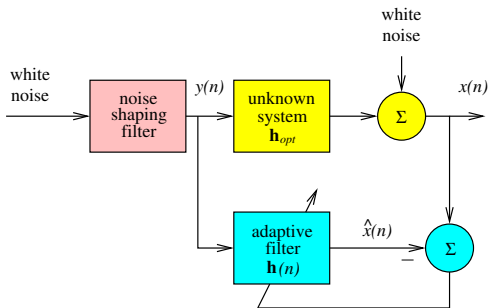 white
noise
white
noise
y(n)
x(n)
noise
shaping
filter
unknown
system
h_opt
Σ
adaptive
filter
h(n)
x̂(n)
−
Σ